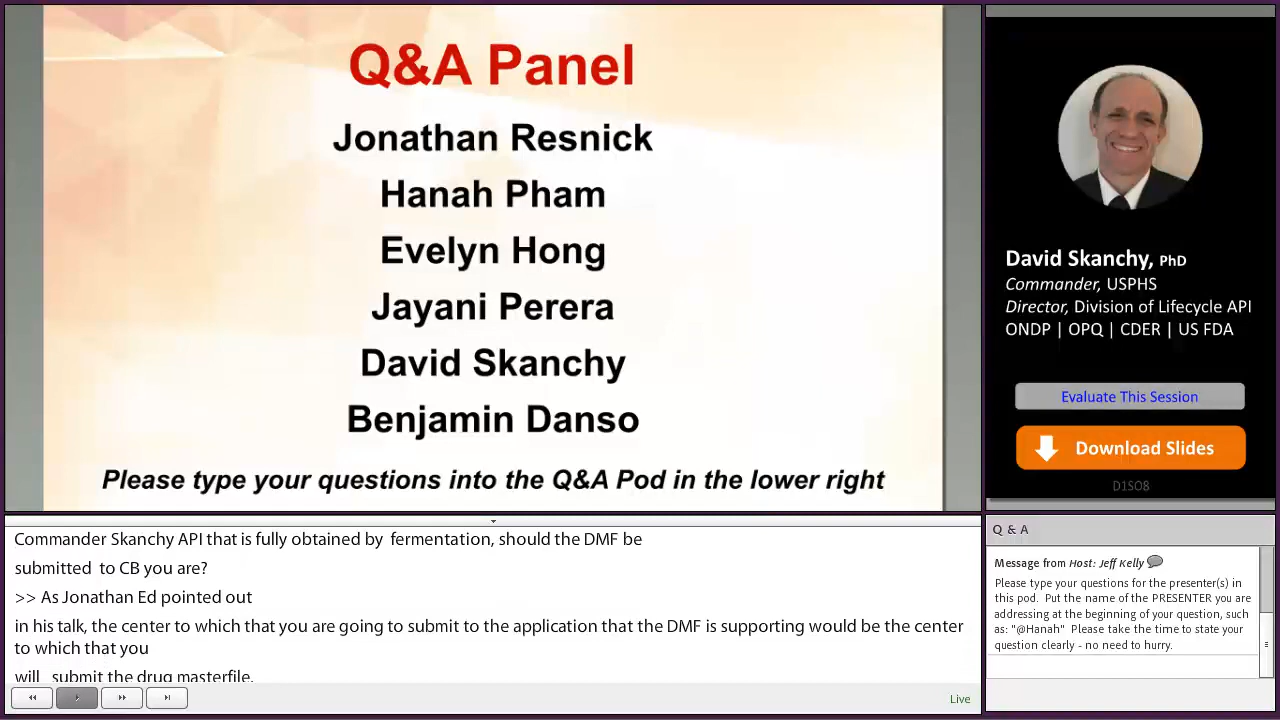 Q&A Panel
Jonathan Resnick
Hanah Pham
Evelyn Hong
Jayani Perera
David Skanchy
Benjamin Danso
Please type your questions into the Q&A Pod in the lower right
David Skanchy, PhD
Commander, USPHS
Director, Division of Lifecycle API
ONDP | OPQ | CDER | US FDA
Evaluate This Session
Download Slides
D1S08
Commander Skanchy API that is fully obtained by fermentation, should the DMF be
submitted to CB you are?
>> As Jonathan Ed pointed out
in his talk, the center to which that you are going to submit to the application that the DMF is supporting would be the center
to which that you
will submit the drug masterfile.
Live
Q & A
Message from Host: Jeff Kelly
Please type your questions for the presenter(s) in
this pod. Put the name of the PRESENTER you are
addressing at the beginning of your question, such
as: "@Hanah" Please take the time to state your
question clearly - no need to hurry.